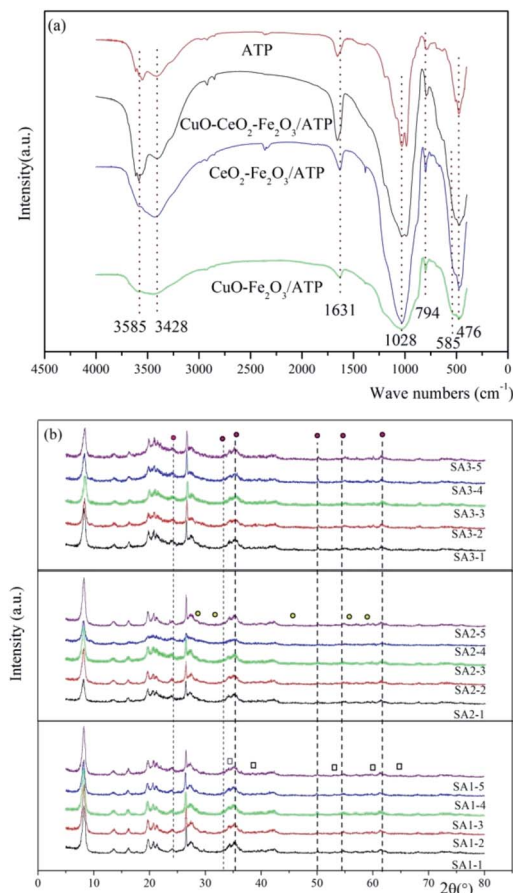 (a)
ATP
CuO-CeO₂-Fe₂O₃/ATP
CeO₂-Fe₂O₃/ATP
CuO-Fe₂O₃/ATP
3585
3428
1631
1028
794
585
476
Intensity(a.u.)
4500 4000 3500 3000 2500 2000 1500 1000 500 0
Wave numbers (cm⁻¹)
(b)
SA3-5
SA3-4
SA3-3
SA3-2
SA3-1
SA2-5
SA2-4
SA2-3
SA2-2
SA2-1
SA1-5
SA1-4
SA1-3
SA1-2
SA1-1
Intensity (a.u.)
0 10 20 30 40 50 60 70 80
2θ(°)